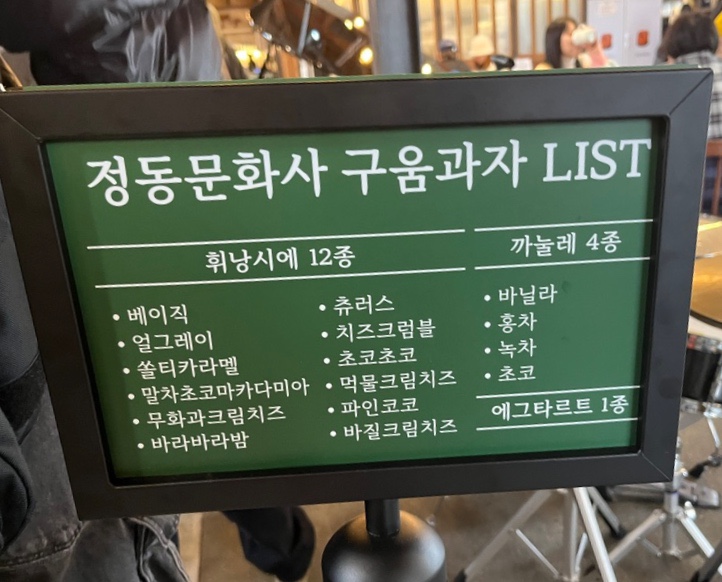 정동문화사 구움과자 LIST
휘낭시에 12종
• 베이직
• 얼그레이
• 쏠티카라멜
• 말차초코마카다미아
• 무화과크림치즈
• 바라바라밤
• 츄러스
• 치즈크럼블
• 초코초코
• 먹물크림치즈
• 파인코코
• 바질크림치즈
까눌레 4종
• 바닐라
• 홍차
• 녹차
• 초코
에그타르트 1종